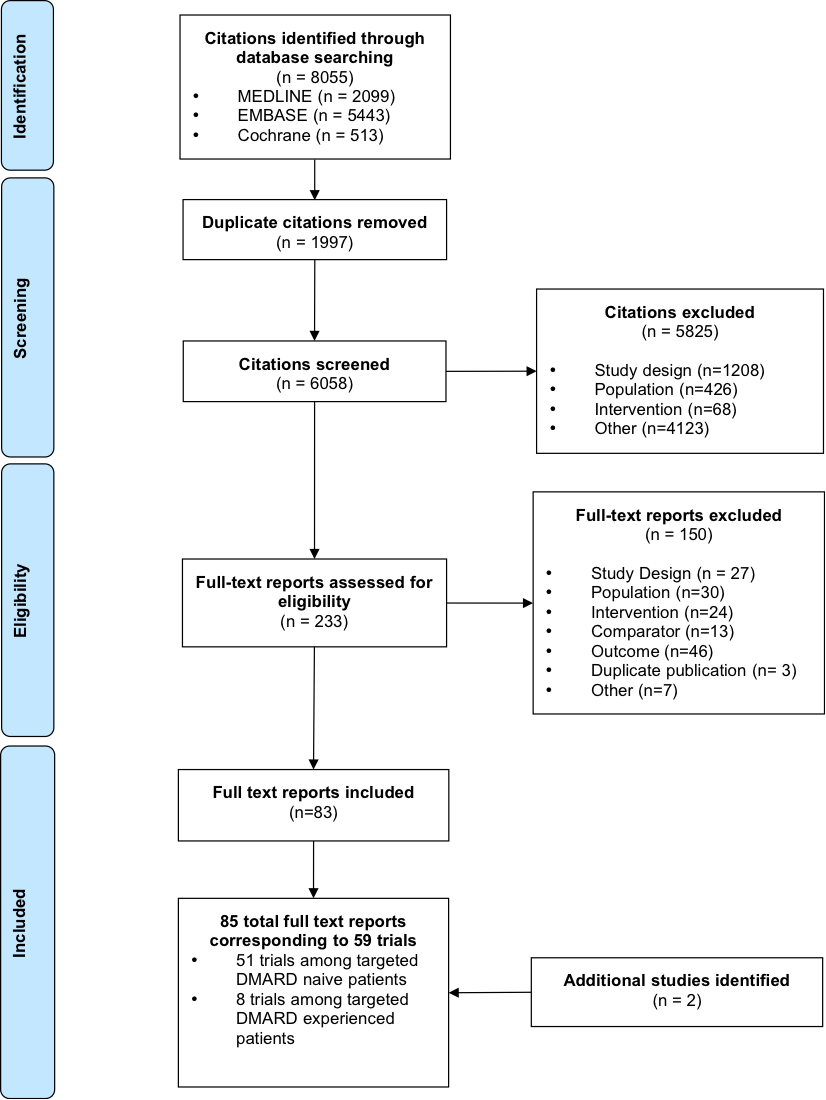 Identification
Citations identified through
database searching
(n = 8055)
• MEDLINE (n = 2099)
• EMBASE (n = 5443)
• Cochrane (n = 513)
Screening
Duplicate citations removed
(n = 1997)
Citations screened
(n = 6058)
Citations excluded
(n = 5825)
• Study design (n=1208)
• Population (n=426)
• Intervention (n=68)
• Other (n=4123)
Eligibility
Full-text reports assessed for
eligibility
(n = 233)
Full-text reports excluded
(n = 150)
• Study Design (n = 27)
• Population (n=30)
• Intervention (n=24)
• Comparator (n=13)
• Outcome (n=46)
• Duplicate publication (n= 3)
• Other (n=7)
Included
Full text reports included
(n=83)
85 total full text reports
corresponding to 59 trials
• 51 trials among targeted
DMARD naive patients
• 8 trials among targeted
DMARD experienced
patients
Additional studies identified
(n = 2)